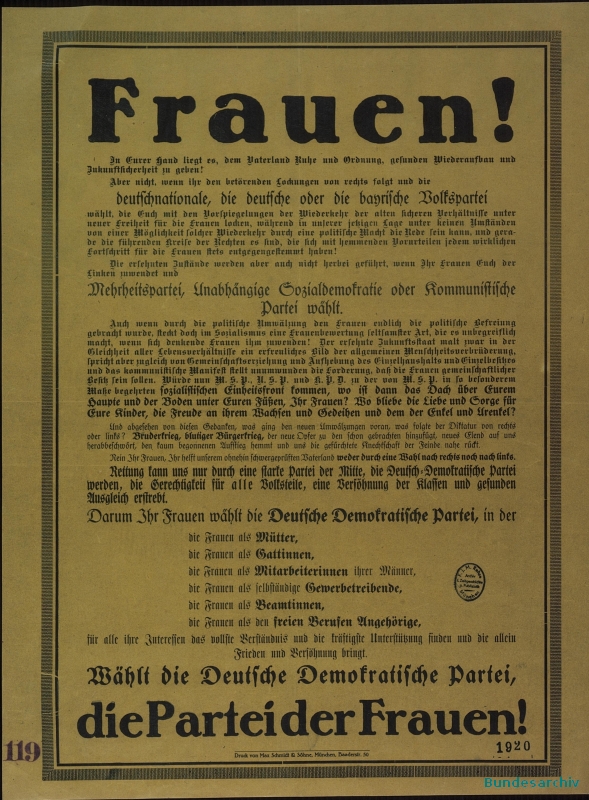 Frauen!
In Eurer Hand liegt es, dem Vaterland Ruhe und Ordnung, gesunden Wiederaufbau und
Zukunftsicherheit zu geben!
Aber nicht, wenn ihr den betörenden Lockungen von rechts folgt und die
deutschnationale, die deutsche oder die bayrische Volkspartei
wählt, die Euch mit den Vorspiegelungen der Wiederkehr der alten sicheren Verhältnisse unter
neuer Freiheit für die Frauen locken, während in unserer jetzigen Lage unter keinen Umständen
von einer Möglichkeit solcher Wiederkehr durch eine politische Macht die Rede sein kann, und gera-
de die führenden Kreise der Rechten es sind, die sich mit hemmenden Vorurteilen jedem wirklichen
Fortschritt für die Frauen stets entgegengestemmt haben!
Die ersehnten Zustände werden aber auch nicht herbei geführt, wenn Ihr Frauen Euch der
Linken zuwendet und
Mehrheitspartei, Unabhängige Sozialdemokratie oder Kommunistische
Partei wählt.
Auch wenn durch die politische Umwälzung den Frauen endlich die politische Befreiung
gebracht wurde, steckt doch im Sozialismus eine Frauenbewertung seltsamster Art, die es unbegreiflich
macht, wenn sich denkende Frauen ihm zuwenden! Der ersehnte Zukunftsstaat malt zwar in der
Gleichheit aller Lebensverhältnisse ein erfreuliches Bild der allgemeinen Menschheitsverbrüderung,
spricht aber zugleich von Gemeinschaftserziehung und Aufhebung des Einzelhaushalts und Einzelbesitzes
und das kommunistische Manifest stellt unumwunden die Forderung, daß die Frauen gemeinschaftlicher
Besitz sein sollen. Würde nun M.S.P., U.S.P. und K.P.D. zu der von M.S.P. in so besonderem
Maße begehrten sozialistischen Einheitsfront kommen, wo ist dann das Dach über Eurem
Haupte und der Boden unter Euren Füßen, Ihr Frauen? Wo bliebe die Liebe und Sorge für
Eure Kinder, die Freude an ihrem Wachsen und Gedeihen und dem der Enkel und Urenkel?
Und abgesehen von diesen Gedanken, was ging den neuen Umwälzungen voran, was folgte der Diktatur von rechts
oder links? Bruderkrieg, blutiger Bürgerkrieg, der neue Opfer zu den schon gebrachten hinzufügt, neues Elend auf uns
herabbeschwört, den kaum begonnenen Aufstieg hemmt und die gefürchtete Knechtschaft der Feinde nahe rückt.
Nein Ihr Frauen, Ihr helft unserem ohnehin schwergeprüften Vaterland weder durch eine Wahl nach rechts noch nach links.
Rettung kann uns nur durch eine starke Partei der Mitte, die Deutsch-Demokratische Partei
werden, die Gerechtigkeit für alle Volksteile, eine Versöhnung der Klassen und gesunden
Ausgleich erstrebt.
Darum Ihr Frauen wählt die Deutsche Demokratische Partei, in der
die Frauen als Mütter,
die Frauen als Gattinnen,
die Frauen als Mitarbeiterinnen ihrer Männer,
die Frauen als selbständige Gewerbetreibende,
die Frauen als Beamtinnen,
die Frauen als den freien Berufen Angehörige,
für alle ihre Interessen das vollste Verständnis und die kräftigste Unterstützung finden und die allein
Frieden und Versöhnung bringt.
Wählt die Deutsche Demokratische Partei,
die Partei der Frauen!
1920
119
Druck von Max Schmidt & Söhne, München, Baaderstr. 50
Bundesarchiv